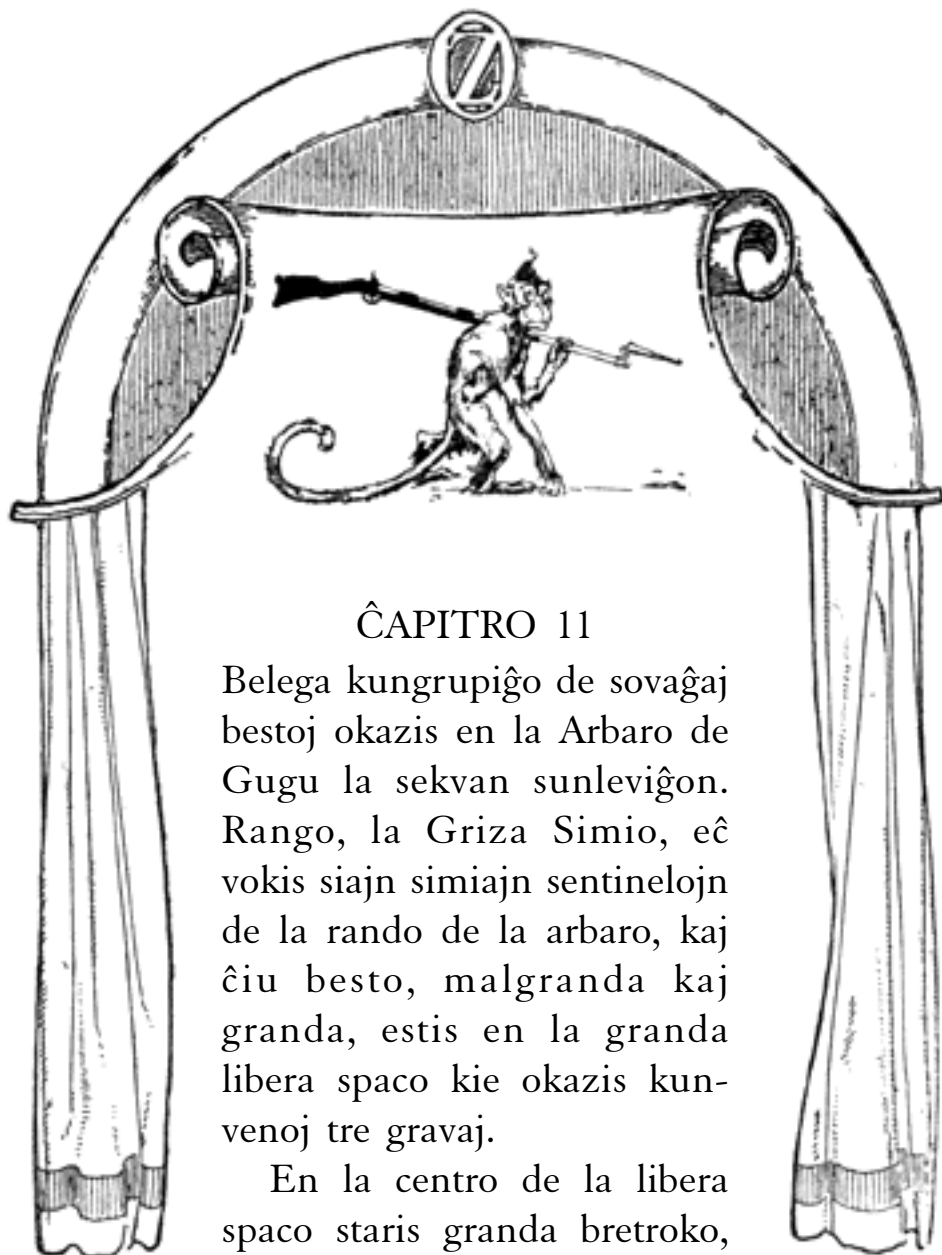 OZ
ĈAPITRO 11
Belega kungrupiĝo de sovaĝaj
bestoj okazis en la Arbaro de
Gugu la sekvan sunleviĝon.
Rango, la Griza Simio, eĉ
vokis siajn simiajn sentinelojn
de la rando de la arbaro, kaj
ĉiu besto, malgranda kaj
granda, estis en la granda
libera spaco kie okazis kun-
venoj tre gravaj.
En la centro de la libera
spaco staris granda bretroko,